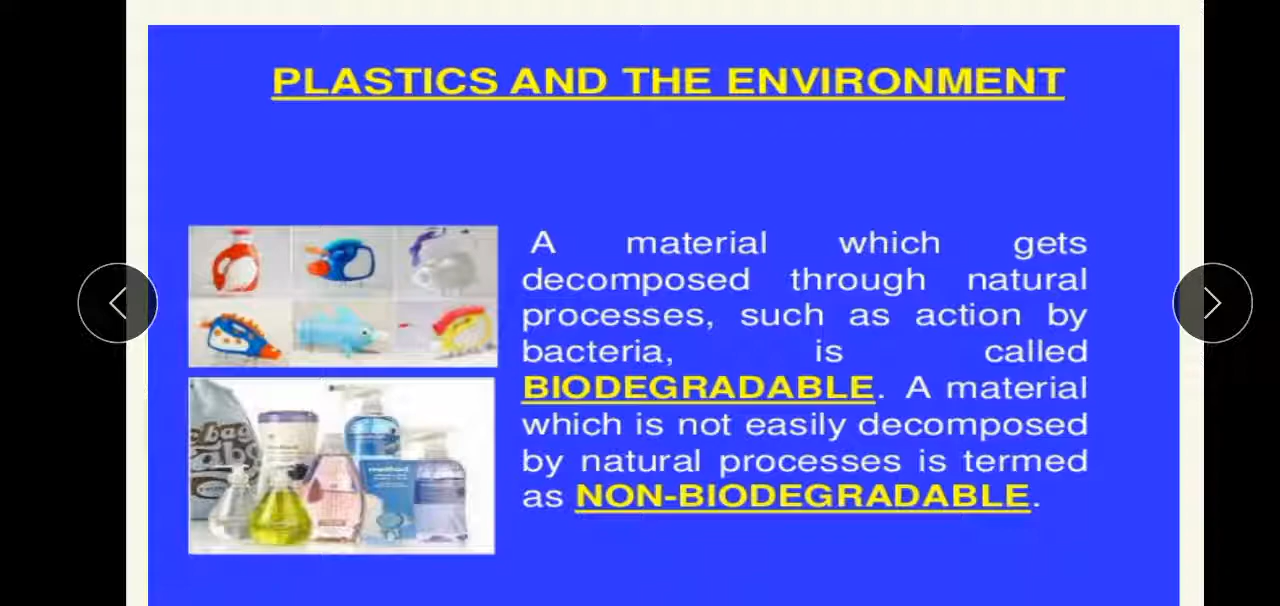 PLASTICS AND THE ENVIRONMENT
A material which gets
decomposed through natural
processes, such as action by
bacteria, is called
BIODEGRADABLE. A material
which is not easily decomposed
by natural processes is termed
as NON-BIODEGRADABLE.